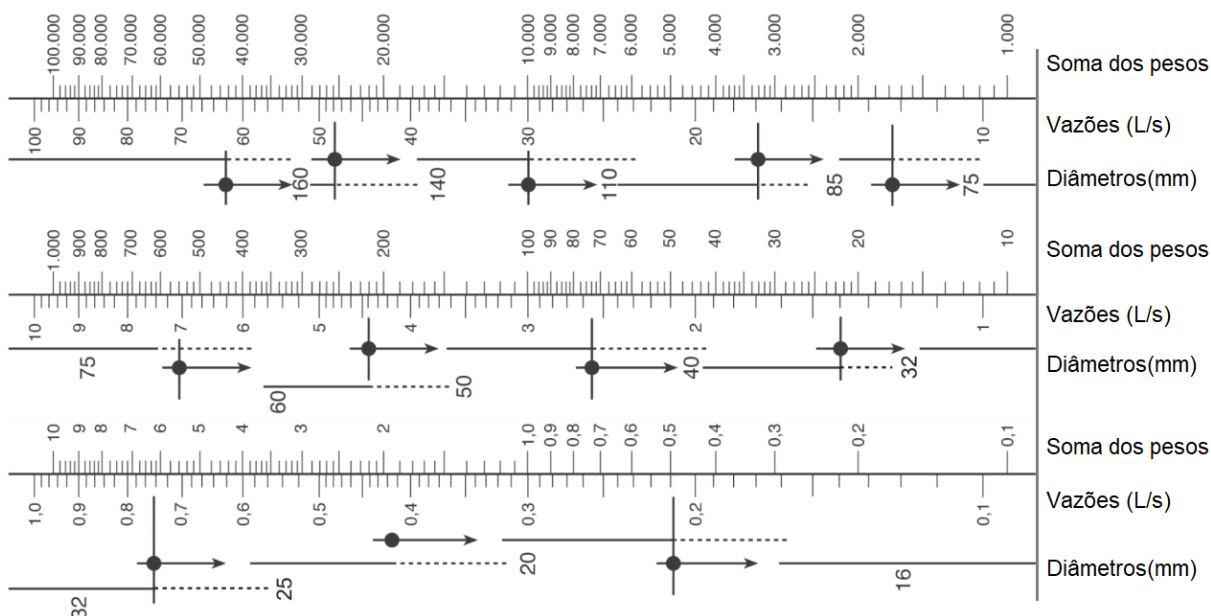 100.000 90.000 80.000 70.000 60.000 50.000 40.000 30.000 20.000 10.000 9.000 8.000 7.000 6.000 5.000 4.000 3.000 2.000 1.000
Soma dos pesos
100 90 80 70 60 50 40 30 20 10
Vazões (L/s)
160 140 110 85 75
Diâmetros(mm)
1.000 900 800 700 600 500 400 300 200 100 90 80 70 60 50 40 30 20 10
Soma dos pesos
10 9 8 7 6 5 4 3 2 1
Vazões (L/s)
75 60 50 40 32
Diâmetros(mm)
10 9 8 7 6 5 4 3 2 1,0 0,9 0,8 0,7 0,6 0,5 0,4 0,3 0,2 0,1
Soma dos pesos
1,0 0,9 0,8 0,7 0,6 0,5 0,4 0,3 0,2 0,1
Vazões (L/s)
32 25 20 16
Diâmetros(mm)